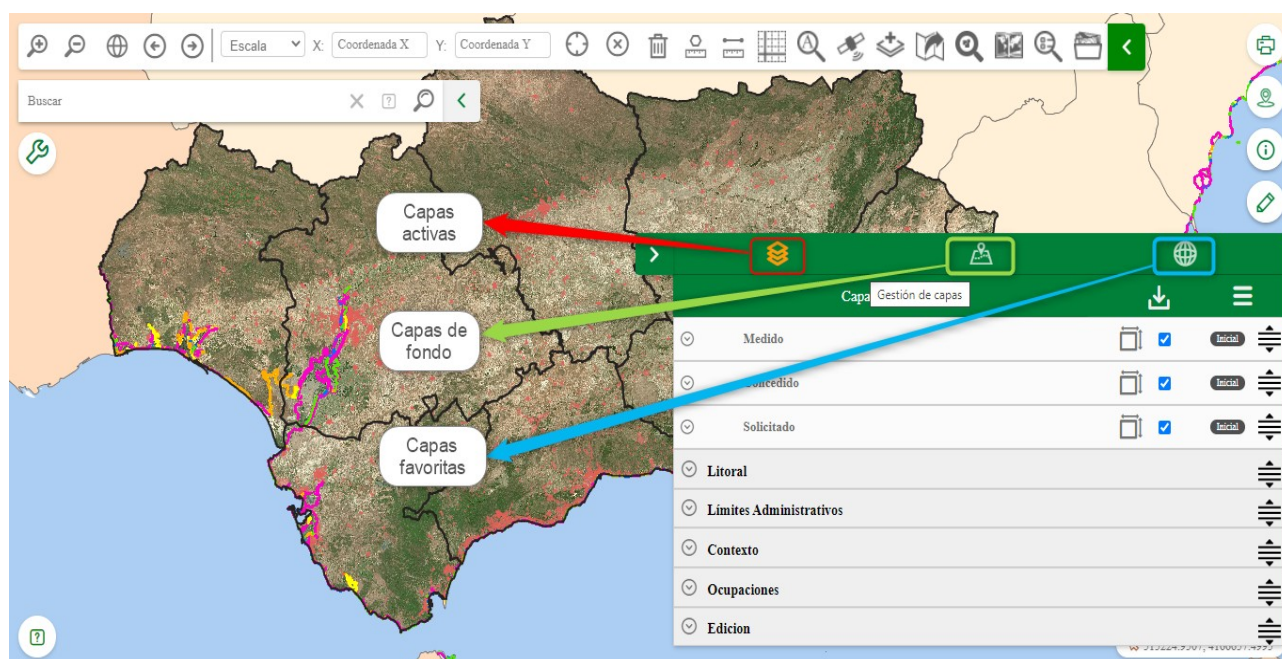 Escala X: Coordenada X Y: Coordenada Y
Buscar
Capas
activas
Capas de
fondo
Capas
favoritas
Capa Gestión de capas
Medido Inicial
Concedido Inicial
Solicitado Inicial
Litoral
Límites Administrativos
Contexto
Ocupaciones
Edicion